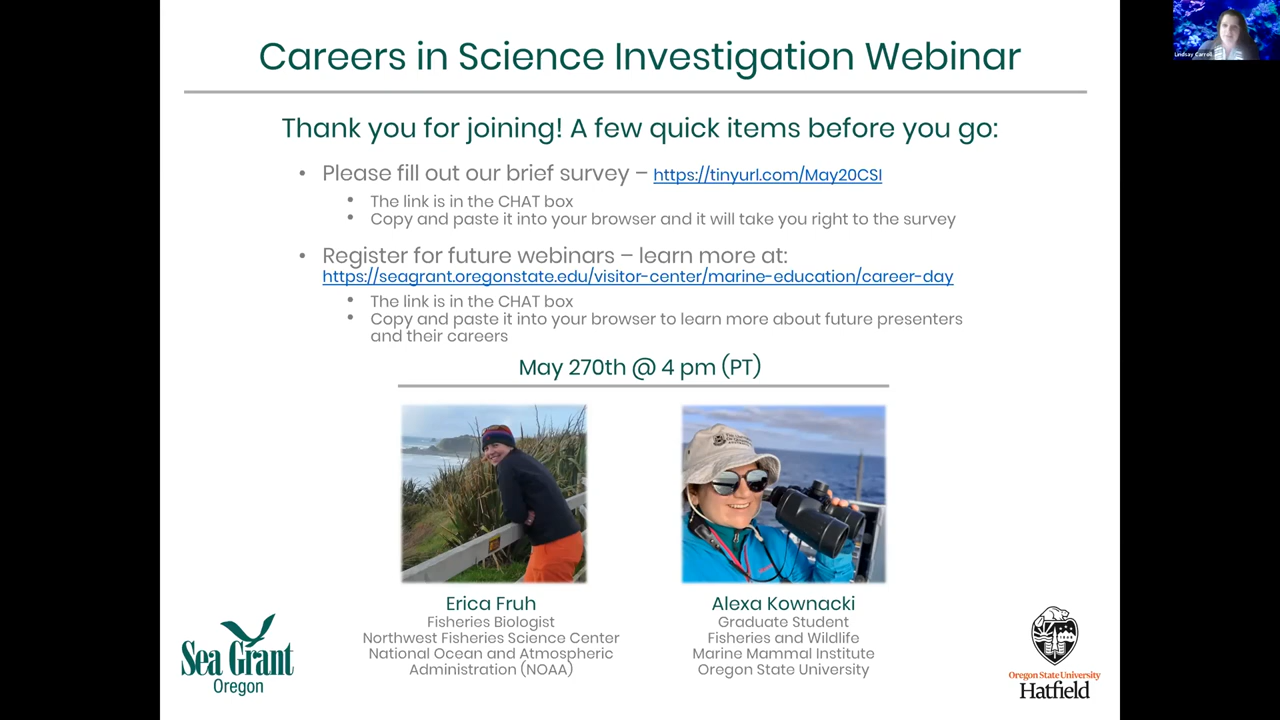 Careers in Science Investigation Webinar
Lindsay Carroll
Thank you for joining! A few quick items before you go:
• Please fill out our brief survey – https://tinyurl.com/May20CSI
• The link is in the CHAT box
• Copy and paste it into your browser and it will take you right to the survey
• Register for future webinars – learn more at:
https://seagrant.oregonstate.edu/visitor-center/marine-education/career-day
• The link is in the CHAT box
• Copy and paste it into your browser to learn more about future presenters
and their careers
May 270th @ 4 pm (PT)
Erica Fruh
Fisheries Biologist
Northwest Fisheries Science Center
National Ocean and Atmospheric
Administration (NOAA)
Alexa Kownacki
Graduate Student
Fisheries and Wildlife
Marine Mammal Institute
Oregon State University
Sea Grant
Oregon
Oregon State University
Hatfield